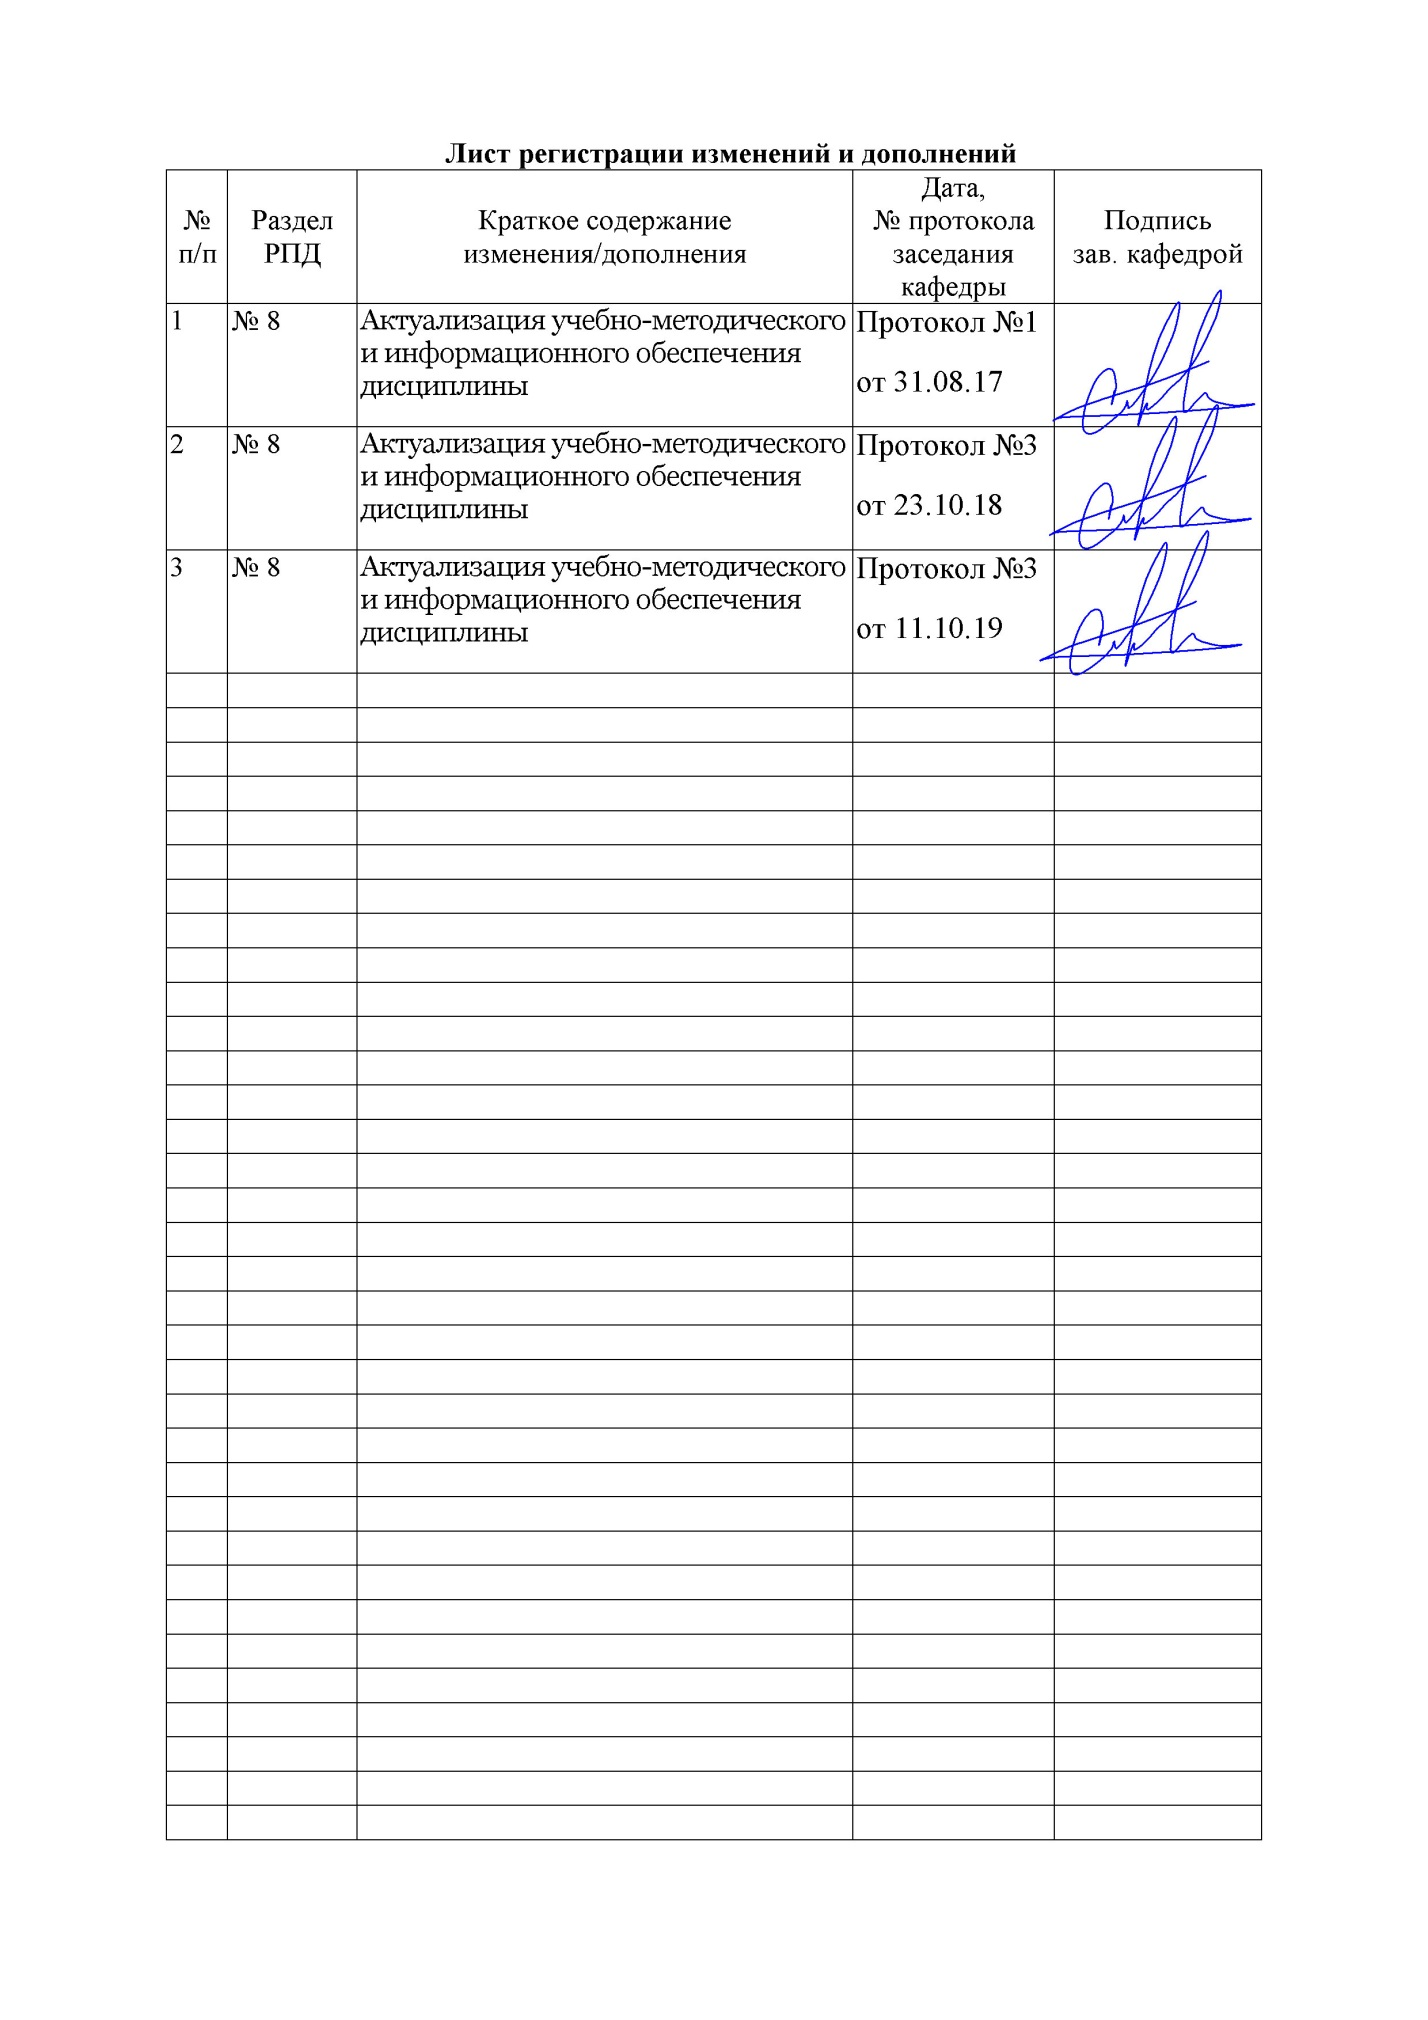 Лист регистрации изменений и дополнений
№
п/п
Раздел
РПД
Краткое содержание
изменения/дополнения
Дата,
№ протокола
заседания
кафедры
Подпись
зав. кафедрой
1
№ 8
Актуализация учебно-методического
и информационного обеспечения
дисциплины
Протокол №1
от 31.08.17
2
№ 8
Актуализация учебно-методического
и информационного обеспечения
дисциплины
Протокол №3
от 23.10.18
3
№ 8
Актуализация учебно-методического
и информационного обеспечения
дисциплины
Протокол №3
от 11.10.19